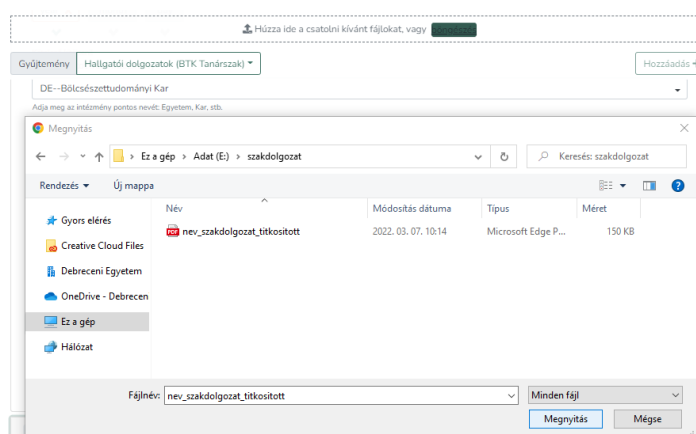 Húzza ide a csatolni kívánt fájlokat, vagy
Gyűjtemény Hallgatói dolgozatok (BTK Tanárszak) Hozzáadás
DE--Bölcsészettudományi Kar
Adja meg az intézmény pontos nevét: Egyetem, Kar, stb.
Megnyitás
Ez a gép › Adat (E:) › szakdolgozat Keresés: szakdolgozat
Rendezés Új mappa
Név Módosítás dátuma Típus Méret
nev_szakdolgozat_titkositott 2022. 03. 07. 10:14 Microsoft Edge P... 150 KB
Gyors elérés
Creative Cloud Files
Debreceni Egyetem
OneDrive - Debrecen
Ez a gép
Hálózat
Fájlnév: nev_szakdolgozat_titkositott Minden fájl
Megnyitás Mégse